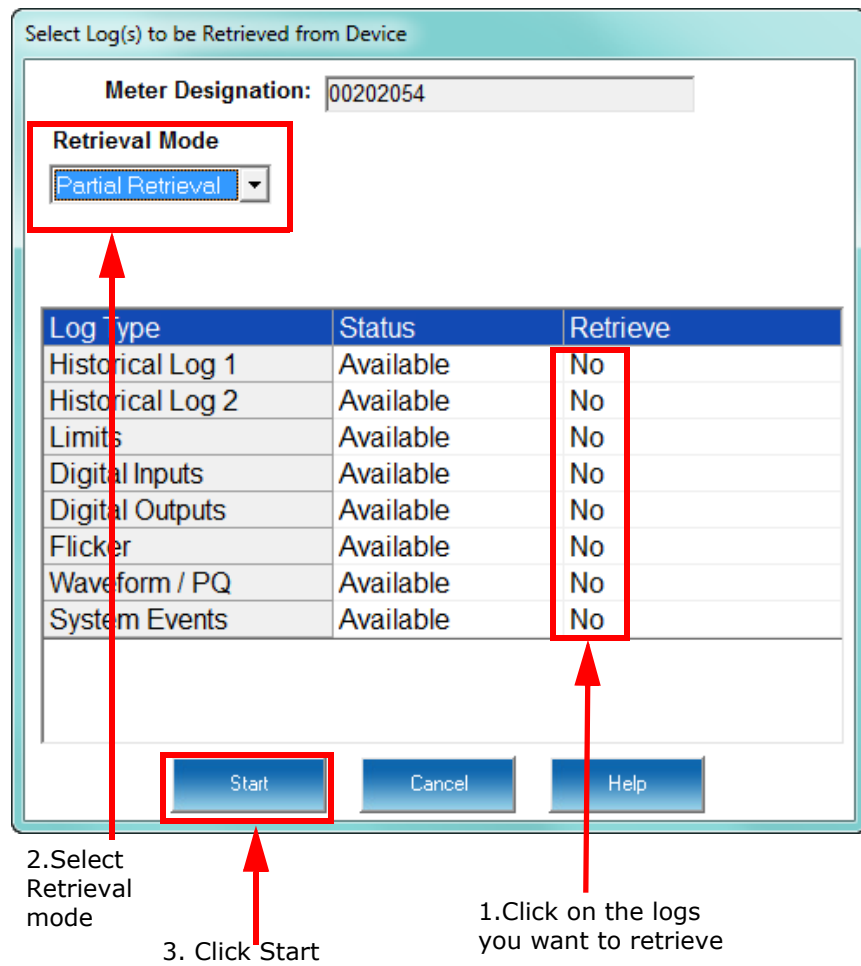 Select Log(s) to be Retrieved from Device
Meter Designation: 00202054
Retrieval Mode
Partial Retrieval
Log Type Status Retrieve
Historical Log 1 Available No
Historical Log 2 Available No
Limits Available No
Digital Inputs Available No
Digital Outputs Available No
Flicker Available No
Waveform / PQ Available No
System Events Available No
Start Cancel Help
2.Select
Retrieval
mode
3. Click Start
1.Click on the logs
you want to retrieve